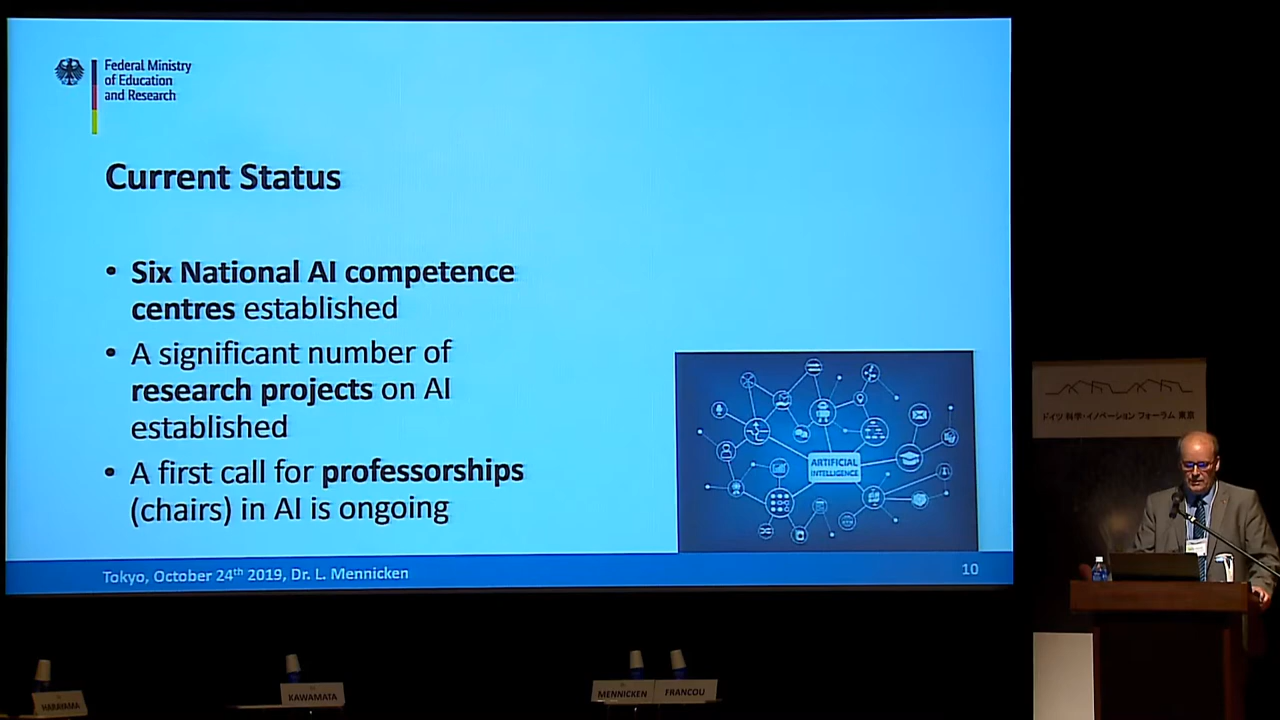 Federal Ministry
of Education
and Research
Current Status
• Six National AI competence
centres established
• A significant number of
research projects on AI
established
• A first call for professorships
(chairs) in AI is ongoing
ARTIFICIAL
INTELLIGENCE
Tokyo, October 24th 2019, Dr. L. Mennicken
10
ドイツ 科学・イノベーション フォーラム 東京
HARAYAMA
KAWAMATA
MENNICKEN
FRANCOU